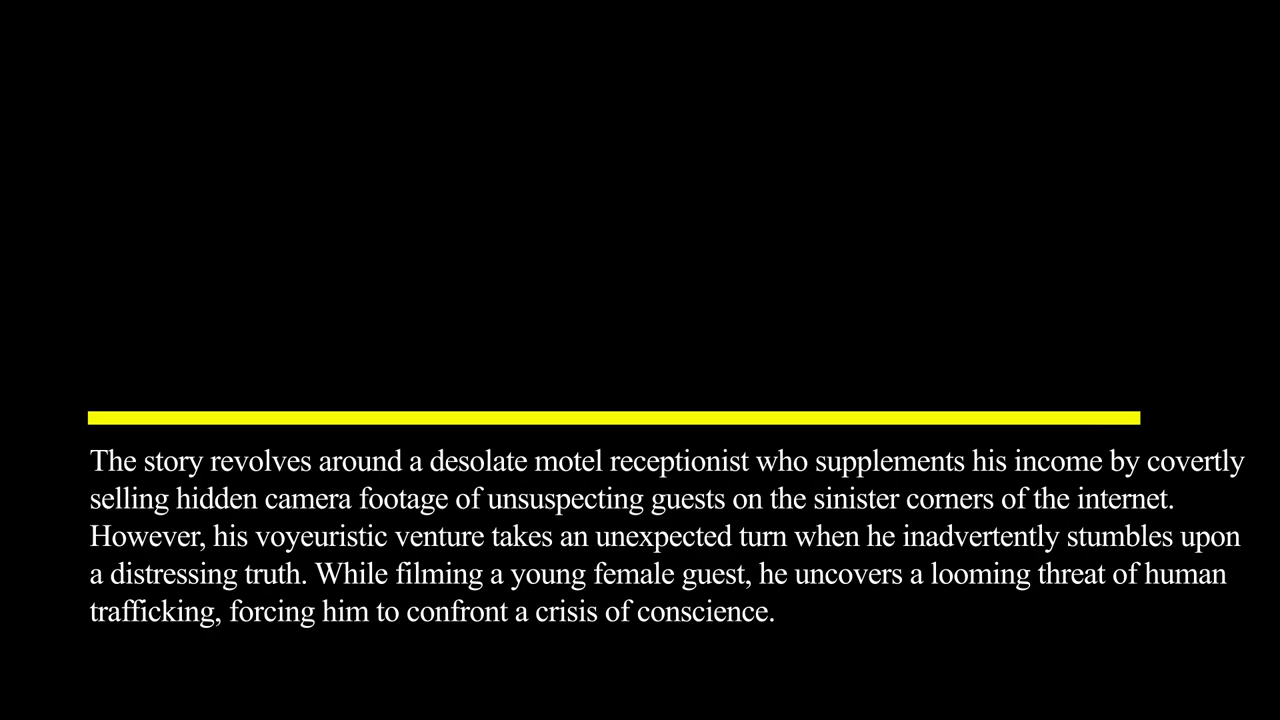 The story revolves around a desolate motel receptionist who supplements his income by covertly
selling hidden camera footage of unsuspecting guests on the sinister corners of the internet.
However, his voyeuristic venture takes an unexpected turn when he inadvertently stumbles upon
a distressing truth. While filming a young female guest, he uncovers a looming threat of human
trafficking, forcing him to confront a crisis of conscience.